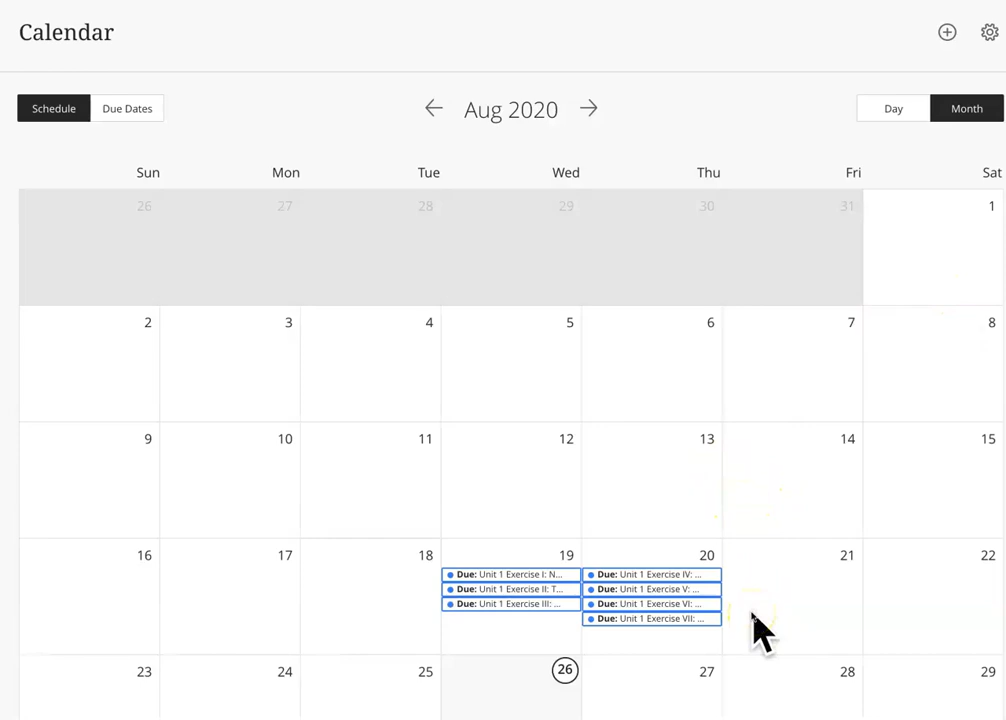 Calendar
Schedule Due Dates Aug 2020 Day Month
Sun Mon Tue Wed Thu Fri Sat
26 27 28 29 30 31 1
2 3 4 5 6 7 8
9 10 11 12 13 14 15
16 17 18 19 20 21 22
Due: Unit 1 Exercise I: N... Due: Unit 1 Exercise IV: ...
Due: Unit 1 Exercise II: T... Due: Unit 1 Exercise V: ...
Due: Unit 1 Exercise III: ... Due: Unit 1 Exercise VI: ...
Due: Unit 1 Exercise VII: ...
23 24 25 26 27 28 29